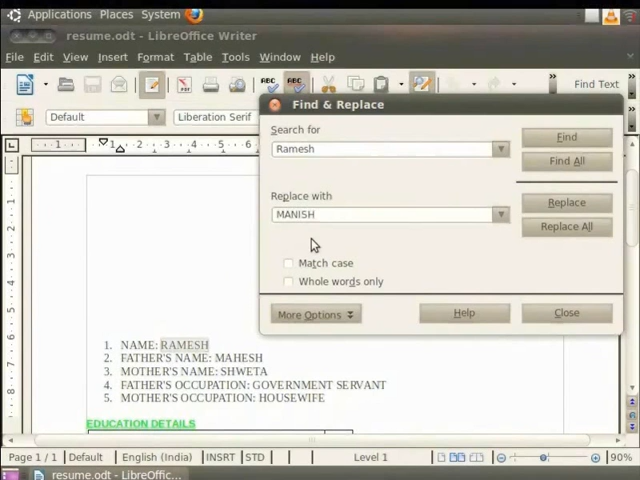 Applications Places System
resume.odt - LibreOffice Writer
File Edit View Insert Format Table Tools Window Help
ABC ABC Find Text
Default Liberation Serif
Find & Replace
Search for
Ramesh
Find
Find All
Replace with
MANISH
Replace
Replace All
Match case
Whole words only
More Options Help Close
1. NAME: RAMESH
2. FATHER'S NAME: MAHESH
3. MOTHER'S NAME: SHWETA
4. FATHER'S OCCUPATION: GOVERNMENT SERVANT
5. MOTHER'S OCCUPATION: HOUSEWIFE
EDUCATION DETAILS
Page 1 / 1 Default English (India) INSRT STD Level 1 90%
resume.odt - LibreOffic...